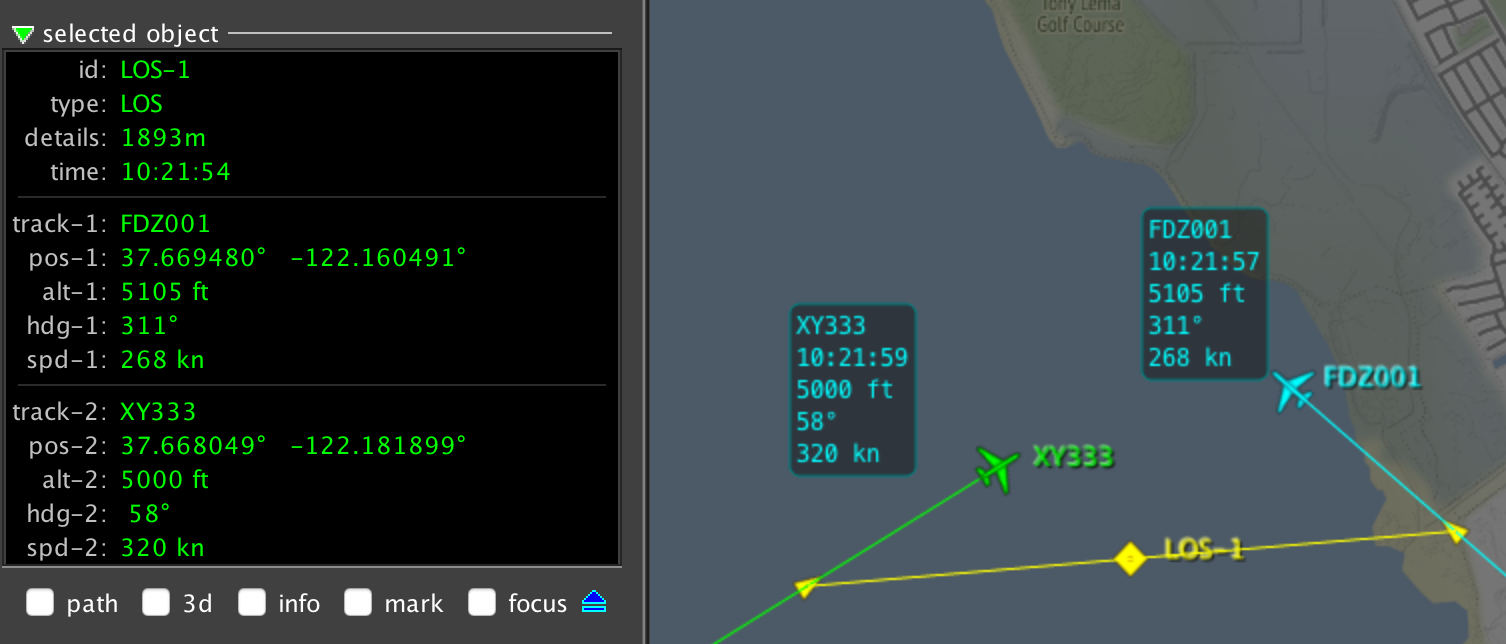 selected object
id: LOS-1
type: LOS
details: 1893m
time: 10:21:54
track-1: FDZ001
pos-1: 37.669480° -122.160491°
alt-1: 5105 ft
hdg-1: 311°
spd-1: 268 kn
track-2: XY333
pos-2: 37.668049° -122.181899°
alt-2: 5000 ft
hdg-2: 58°
spd-2: 320 kn
path 3d info mark focus
Tony Lema
Golf Course
FDZ001
10:21:57
5105 ft
311°
268 kn
FDZ001
XY333
10:21:59
5000 ft
58°
320 kn
XY333
LOS-1